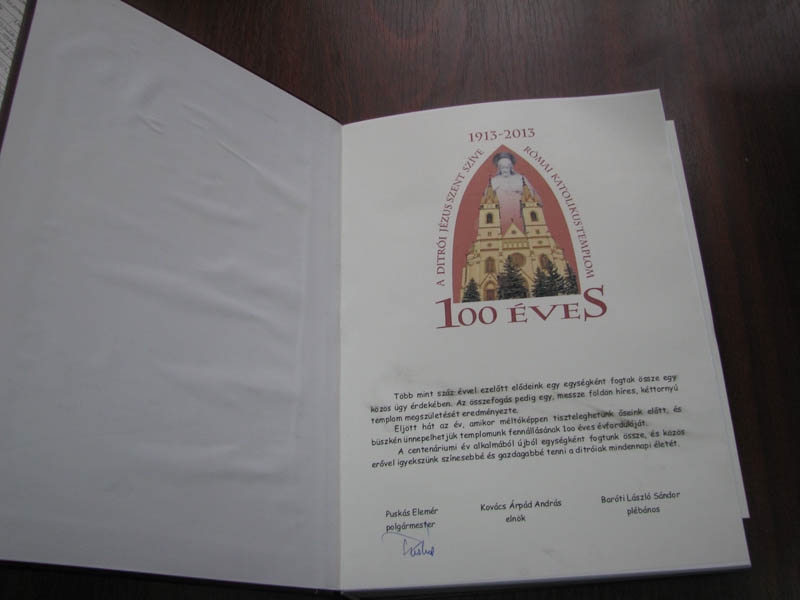 1913-2013
A DITRÓI JÉZUS SZENT SZÍVE
RÓMAI KATOLIKUS TEMPLOM
100 ÉVES
Több mint száz évvel ezelőtt elődeink egy egységként fogtak össze egy
közös ügy érdekében. Az összefogás pedig egy, messze földön híres, kéttornyú
templom megszületését eredményezte.
Eljött hát az év, amikor méltóképpen tiszteleghetünk őseink előtt, és
büszkén ünnepelhetjük templomunk fennállásának 100 éves évfordulóját.
A centenáriumi év alkalmából újból egységként fogtunk össze, és közös
erővel igyekszünk színesebbé és gazdagabbé tenni a ditróiak mindennapi életét.
Puskás Elemér
polgármester
Kovács Árpád András
elnök
Baróti László Sándor
plébános